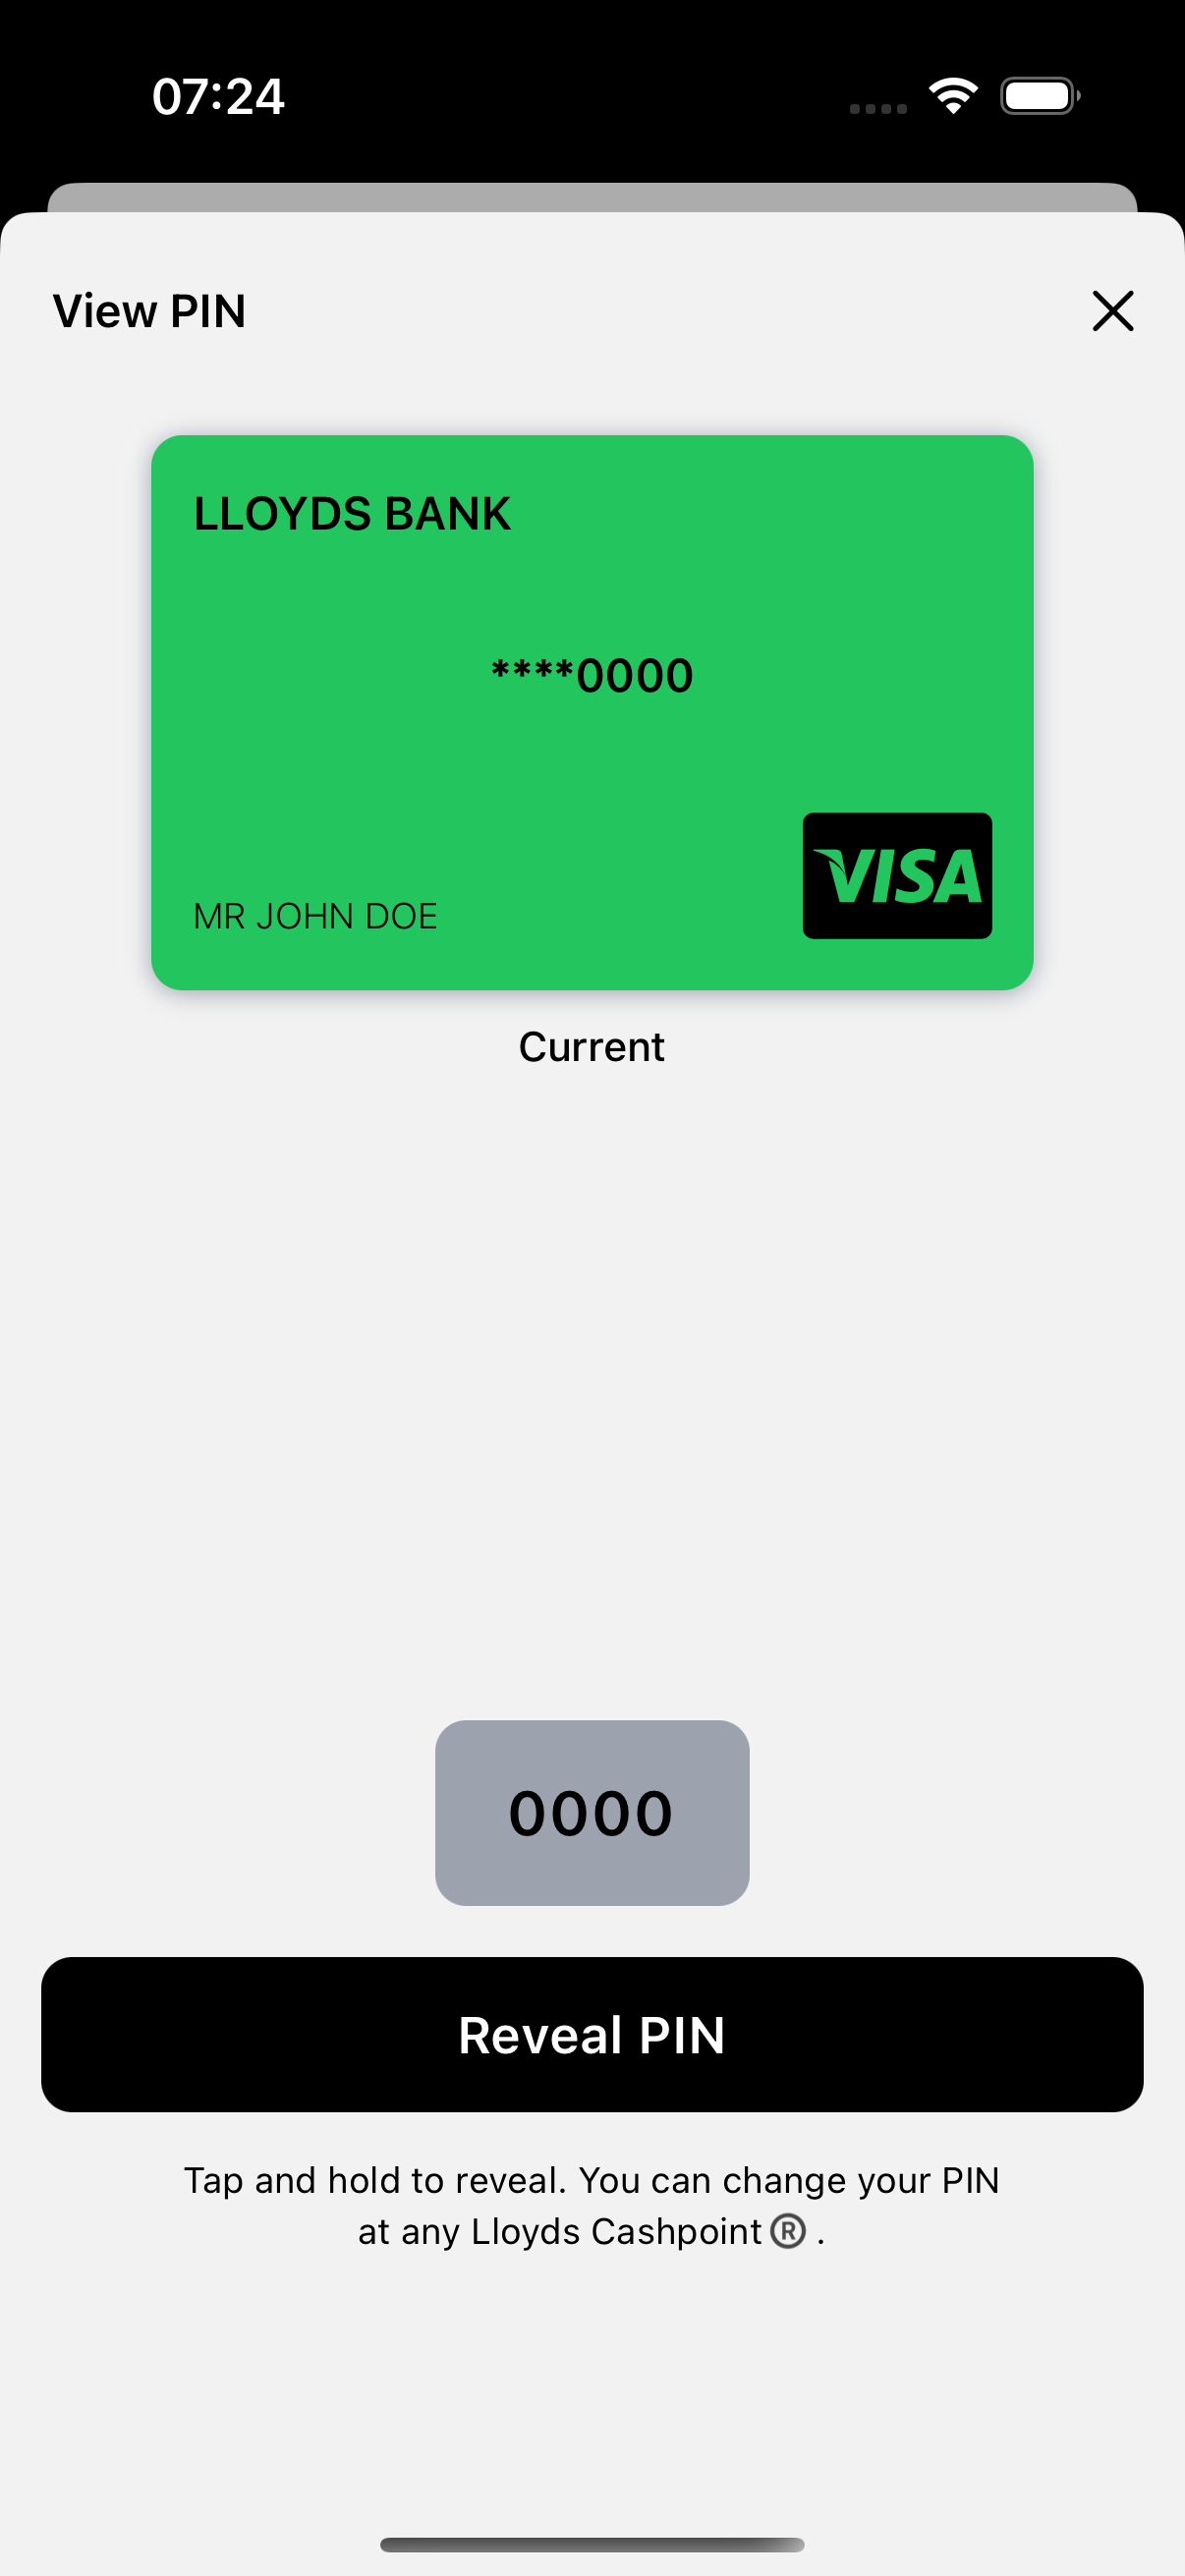 07:24
View PIN
LLOYDS BANK
****0000
MR JOHN DOE
VISA
Current
0000
Reveal PIN
Tap and hold to reveal. You can change your PIN
at any Lloyds Cashpoint® .